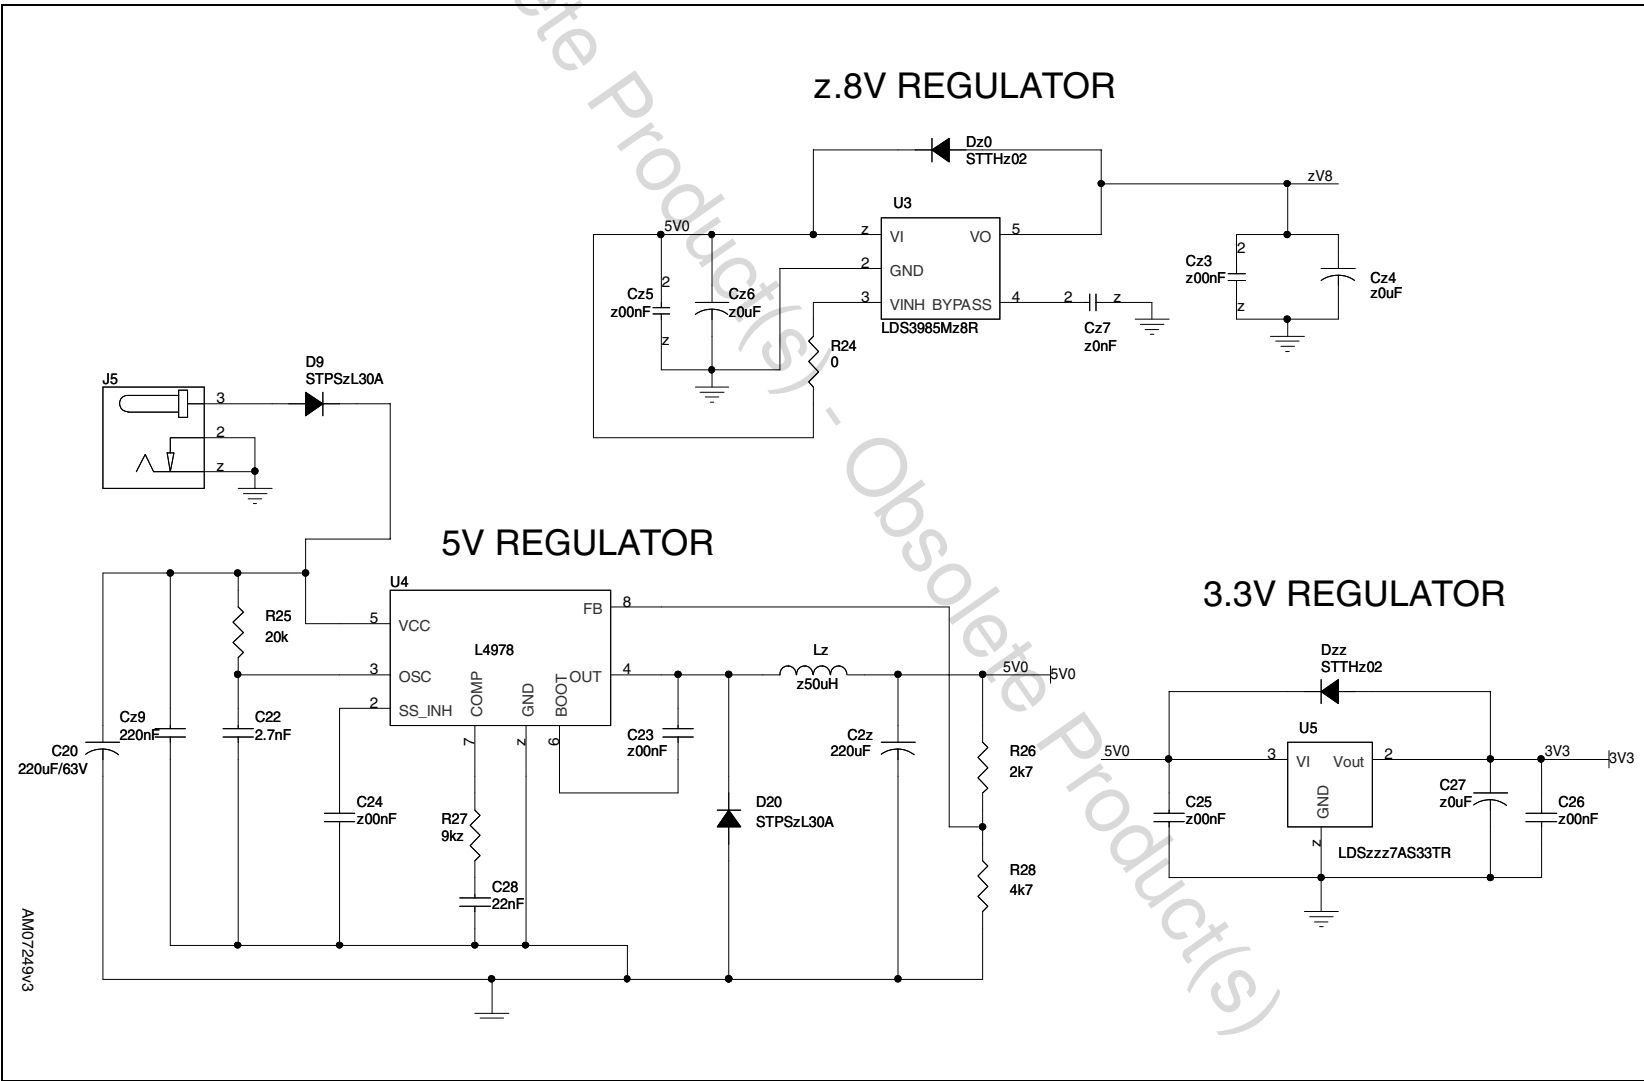 z.8V REGULATOR
Dz0
STTHz02
zV8
U3
5V0
z
VI
VO
5
2
GND
3
VINH
BYPASS
4
LDS3985Mz8R
2
z
Cz7
z0nF
2
Cz5
z00nF
z
Cz6
z0uF
R24
0
2
Cz3
z00nF
z
Cz4
z0uF
J5
3
2
z
D9
STPSzL30A
5V REGULATOR
U4
5
VCC
FB
8
L4978
3
OSC
OUT
4
2
SS_INH
COMP
GND
BOOT
7
z
6
R25
20k
Cz9
220nF
C22
2.7nF
C20
220uF/63V
C24
z00nF
R27
9kz
C28
22nF
C23
z00nF
Lz
z50uH
D20
STPSzL30A
C2z
220uF
5V0
5V0
R26
2k7
R28
4k7
3.3V REGULATOR
Dzz
STTHz02
U5
5V0
3
VI
Vout
2
GND
z
LDSzzz7AS33TR
3V3
3V3
C25
z00nF
C27
z0uF
C26
z00nF
AM07249v3
ete Product(s) - Obsolete Product(s)